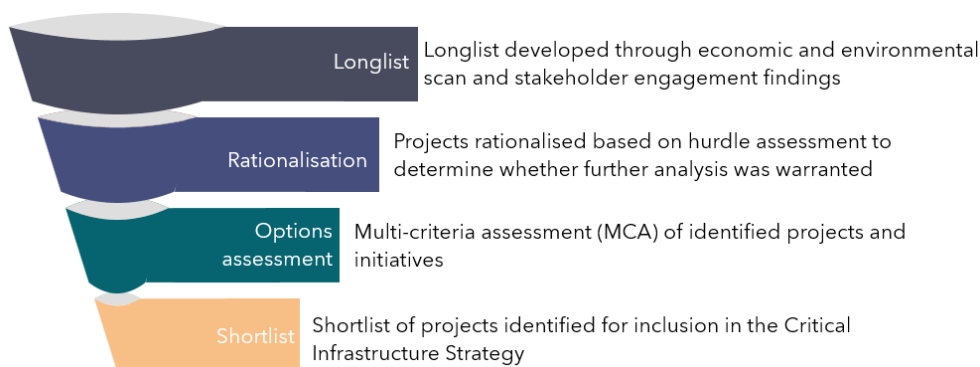 Longlist
Longlist developed through economic and environmental
scan and stakeholder engagement findings
Rationalisation
Projects rationalised based on hurdle assessment to
determine whether further analysis was warranted
Options
assessment
Multi-criteria assessment (MCA) of identified projects and
initiatives
Shortlist
Shortlist of projects identified for inclusion in the Critical
Infrastructure Strategy